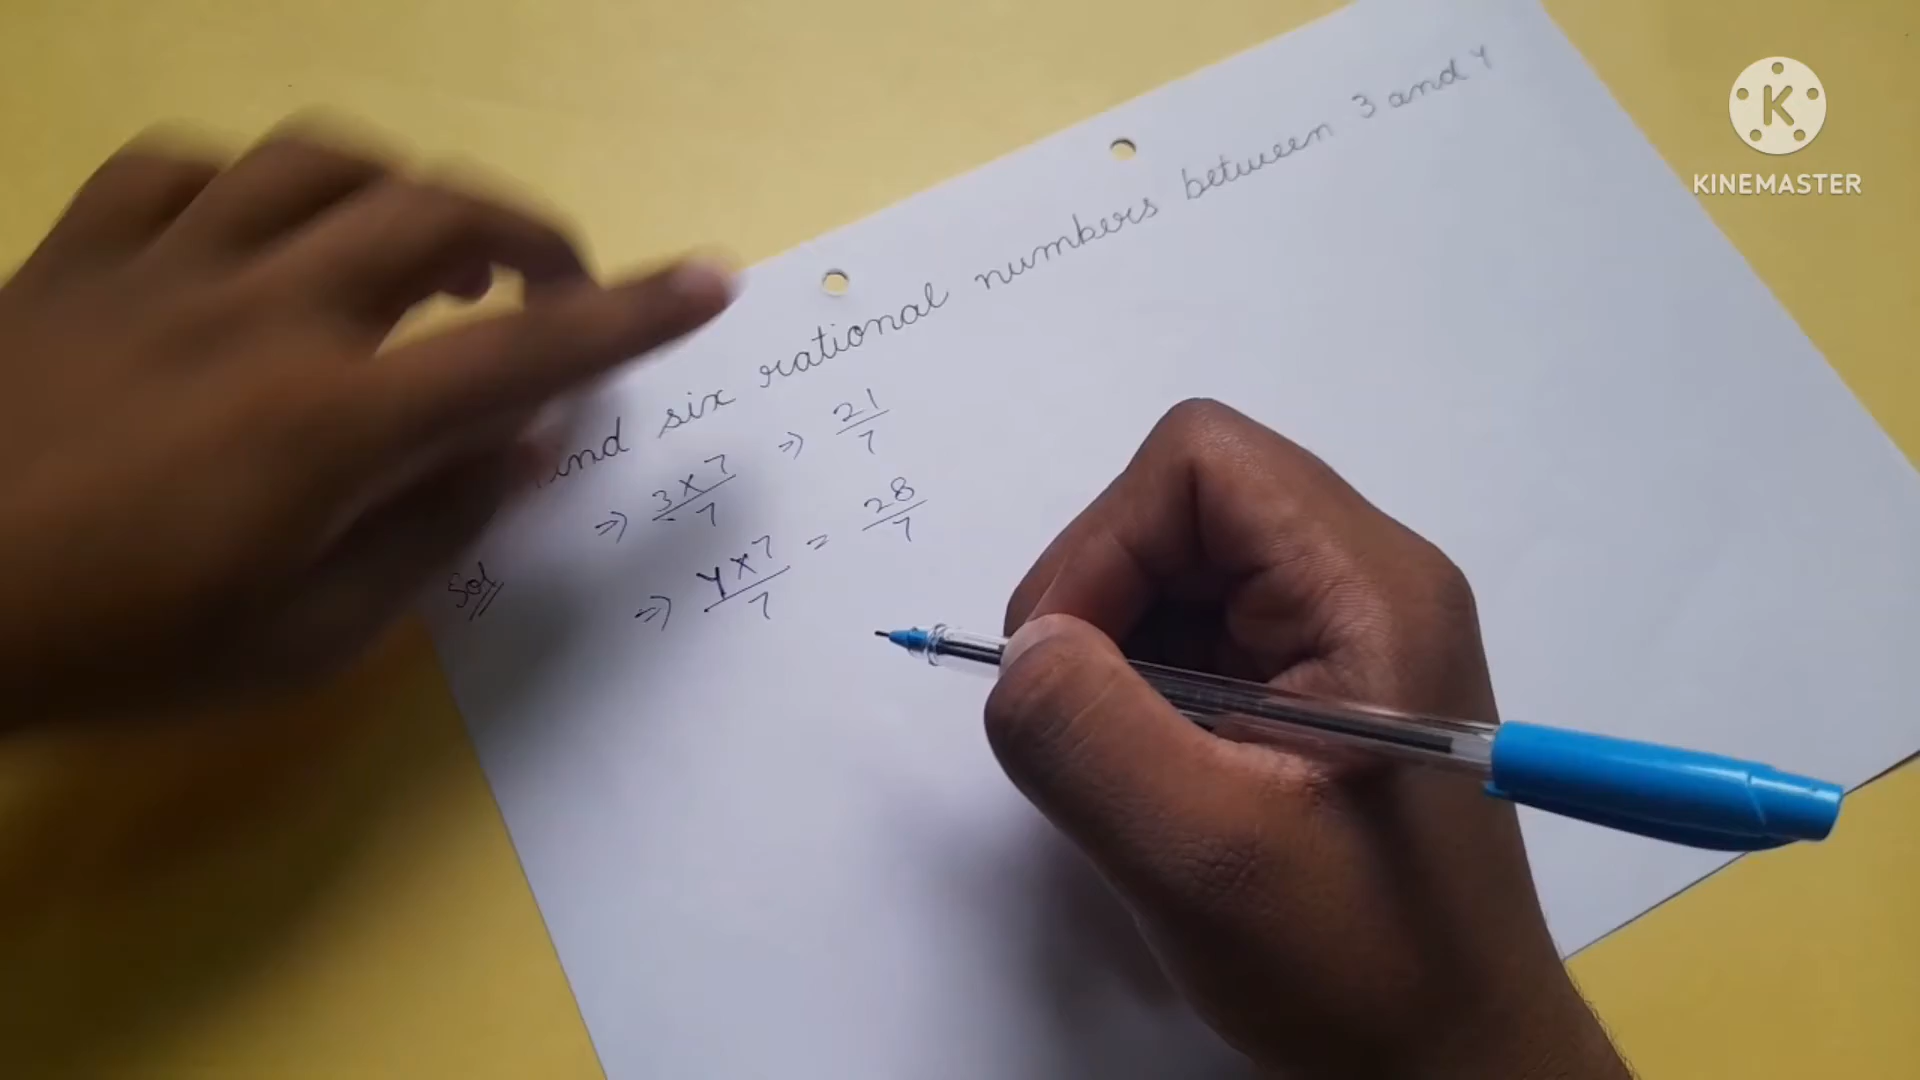 ind six rational numbers between 3 and 4
Sol
⇒ 3×7/7 ⇒ 21/7
⇒ 4×7/7 = 28/7
K
KINEMASTER